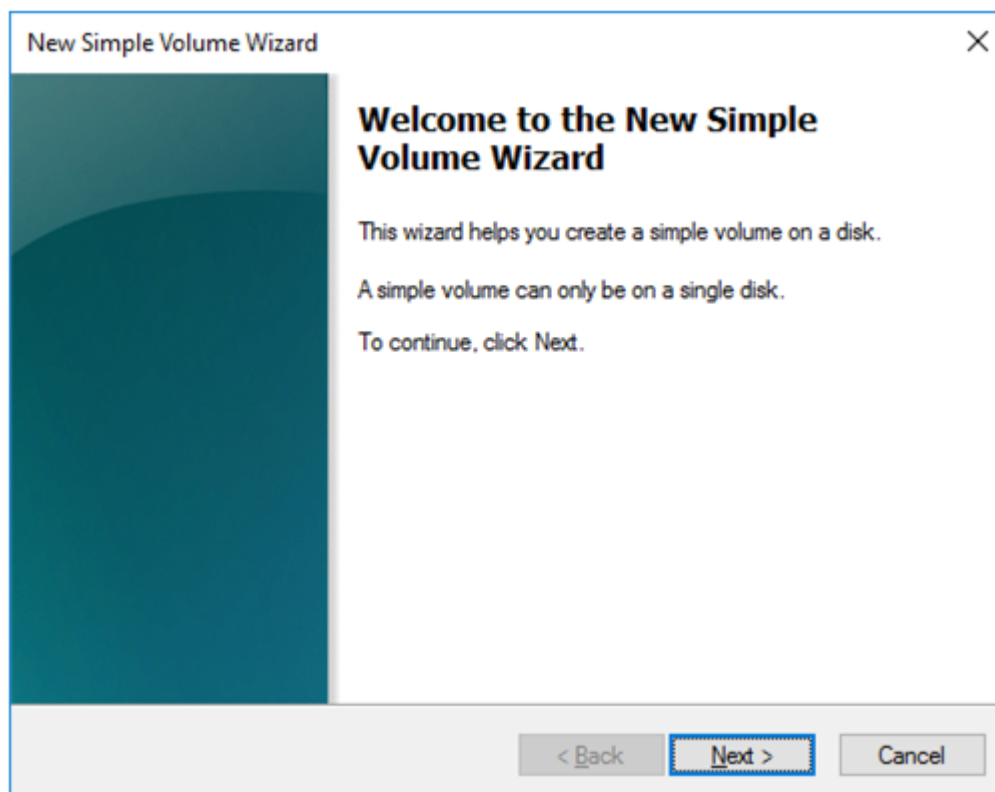 New Simple Volume Wizard
Welcome to the New Simple
Volume Wizard
This wizard helps you create a simple volume on a disk.
A simple volume can only be on a single disk.
To continue, click Next.
< Back
Next >
Cancel